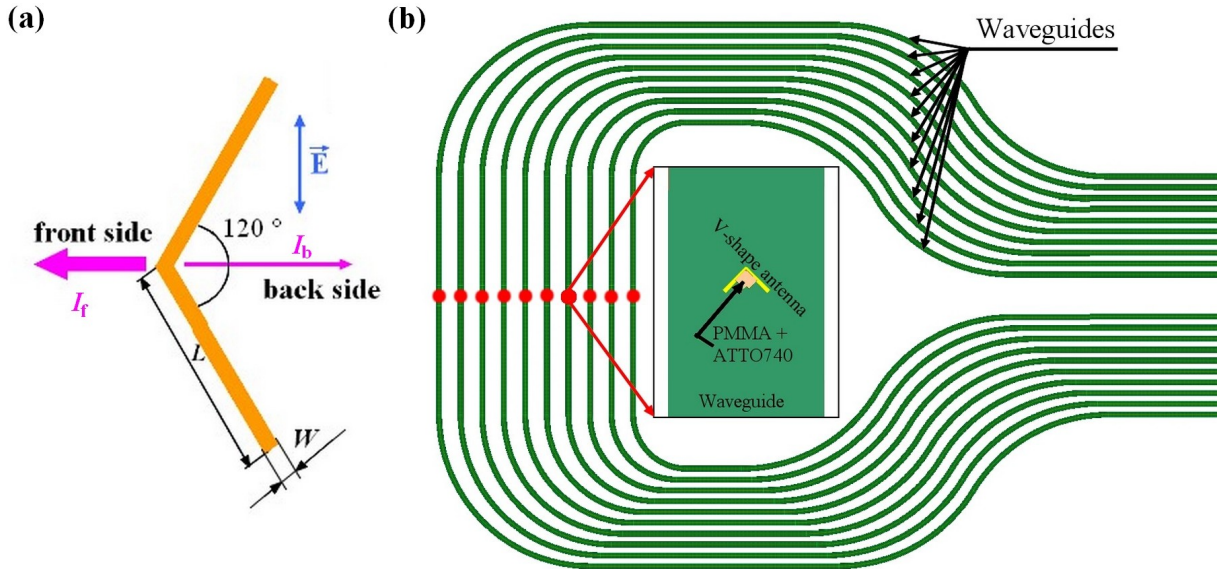 (a)
E
120 °
front side
I_b
back side
I_f
L
W
(b)
Waveguides
V-shape antenna
PMMA +
ATTO740
Waveguide